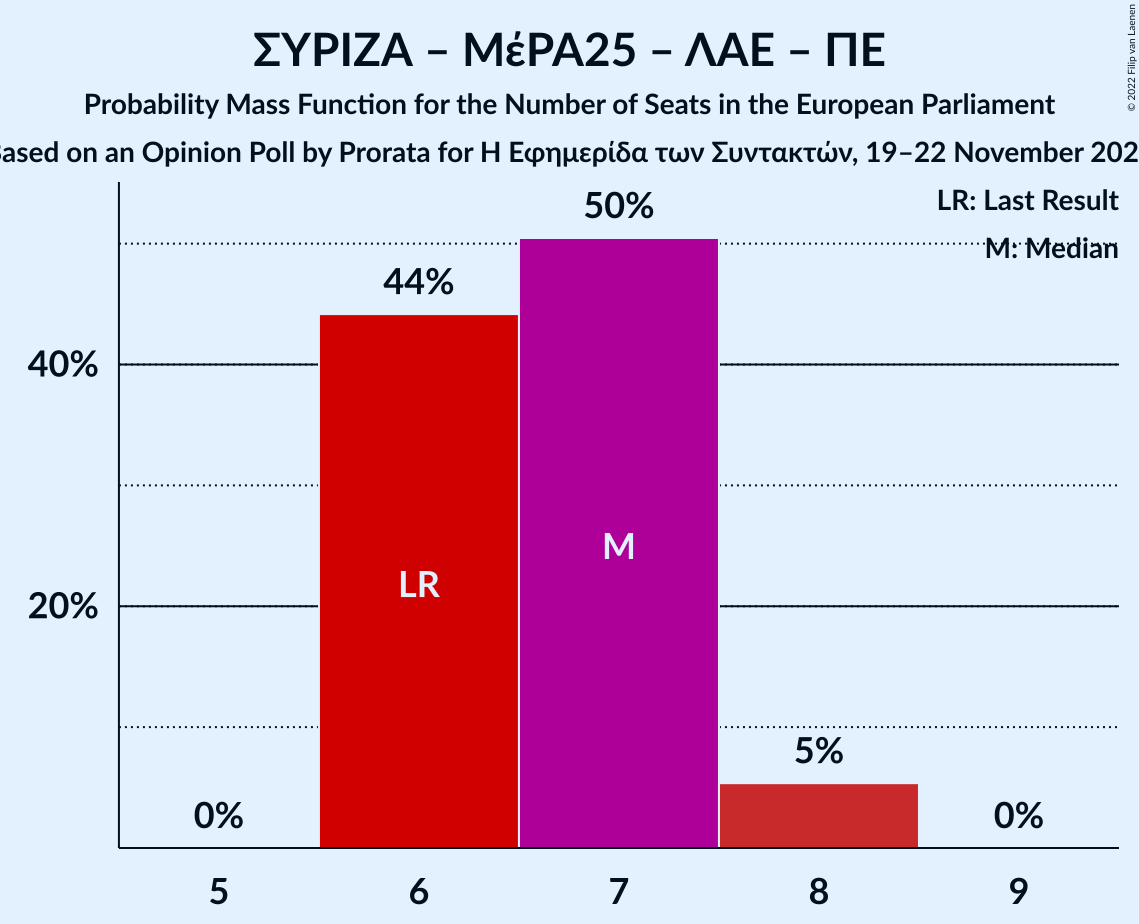 ΣΥΡΙΖΑ – ΜέΡΑ25 – ΛΑΕ – ΠΕ
Probability Mass Function for the Number of Seats in the European Parliament
Based on an Opinion Poll by Prorata for Η Εφημερίδα των Συντακτών, 19–22 November 202
© 2022 Filip van Laenen
LR: Last Result
M: Median
50%
44%
40%
M
LR
20%
5%
0%
0%
5
6
7
8
9